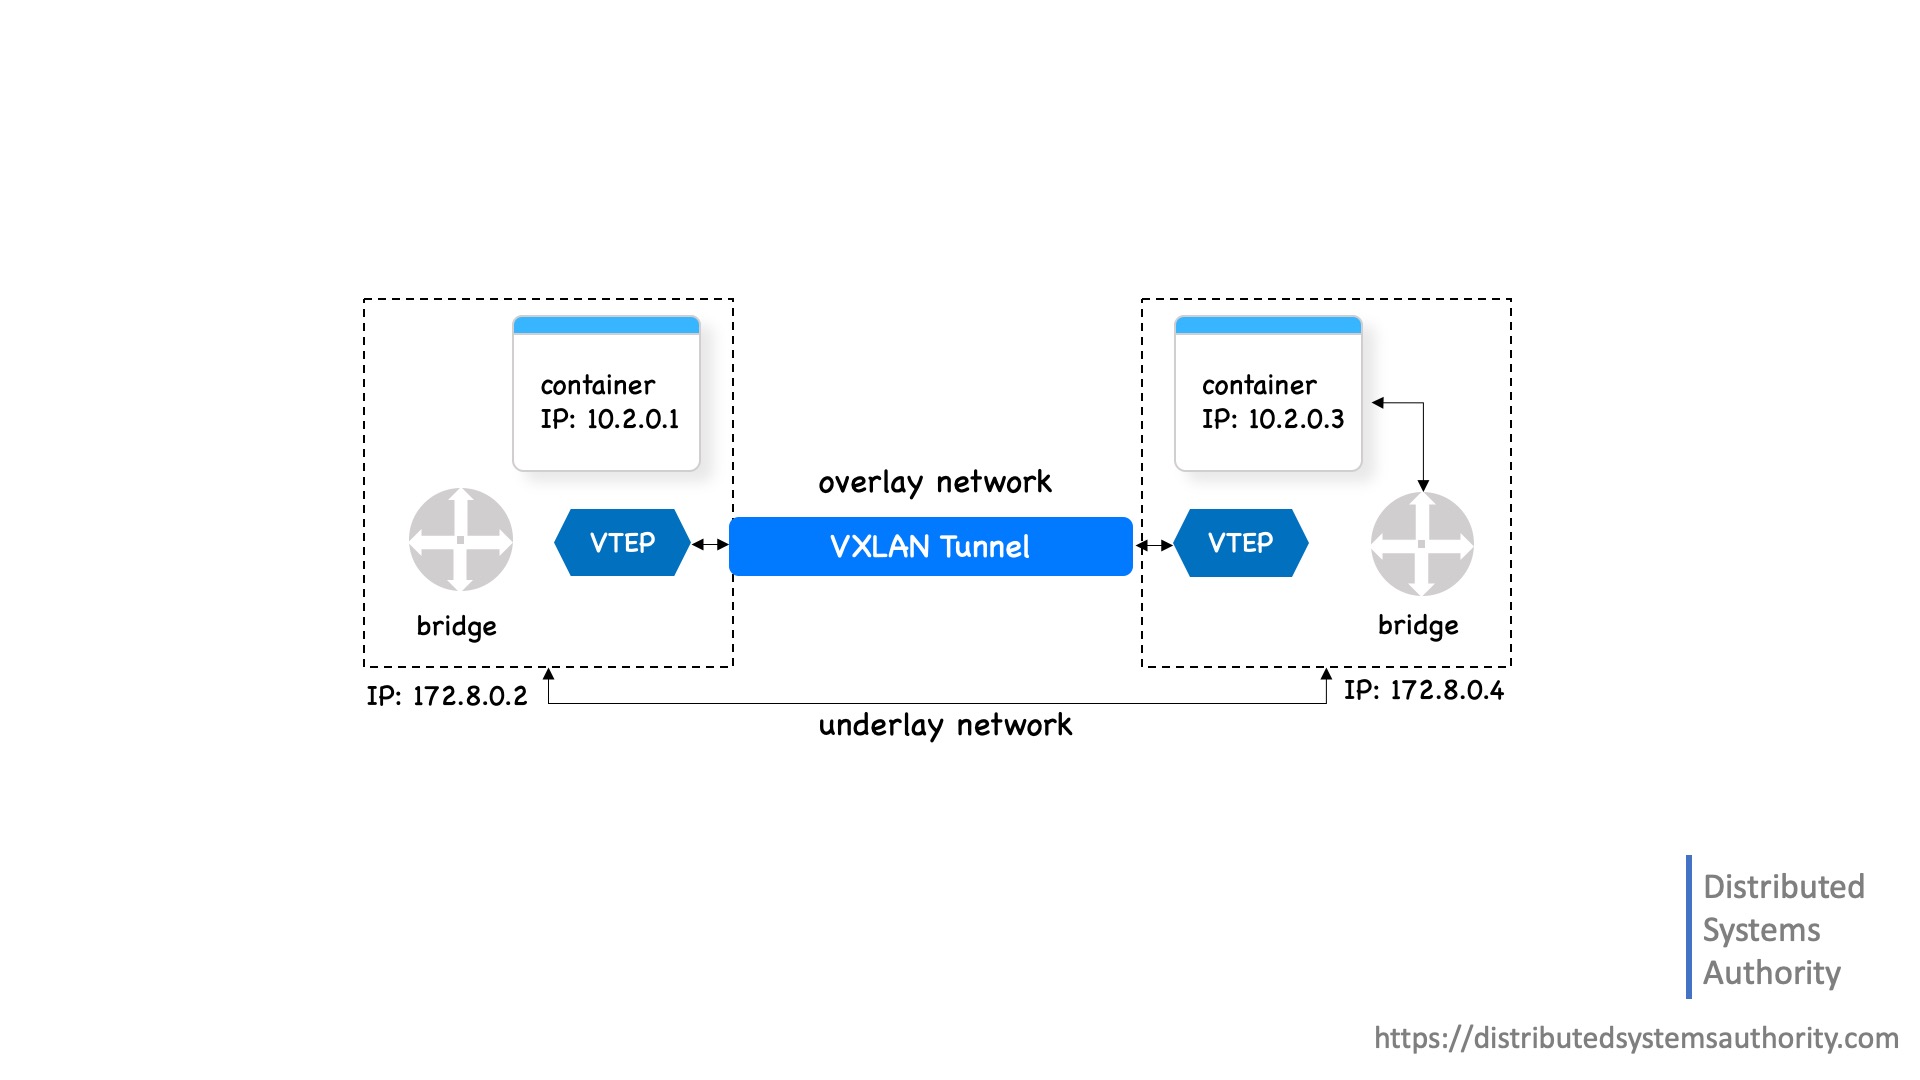 container
IP: 10.2.0.1
container
IP: 10.2.0.3
overlay network
VTEP
VXLAN Tunnel
VTEP
bridge
bridge
IP: 172.8.0.2
IP: 172.8.0.4
underlay network
Distributed
Systems
Authority
https://distributedsystemsauthority.com